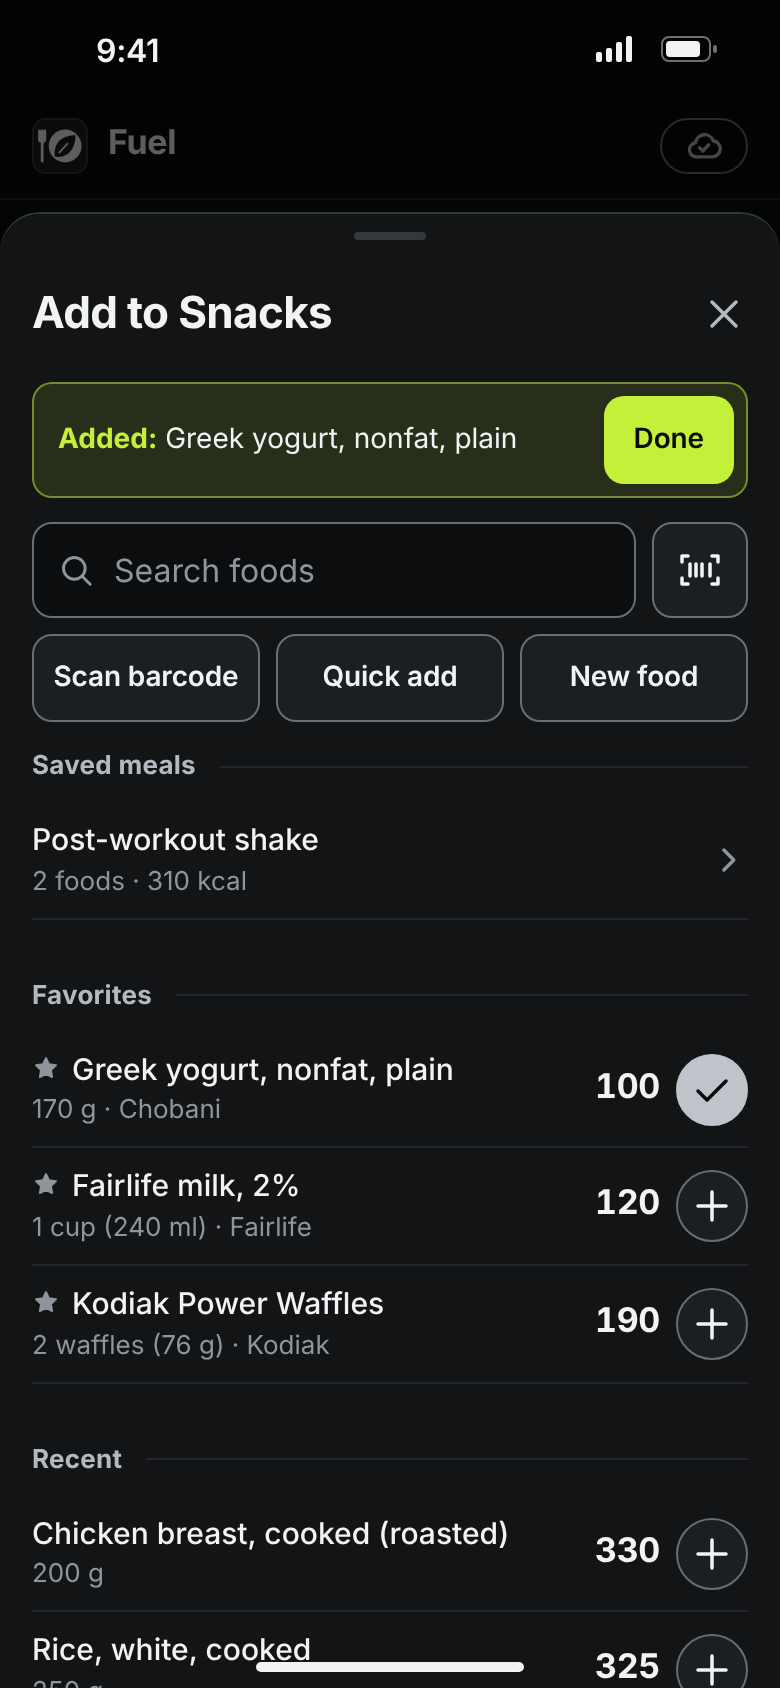 9:41
Fuel
Add to Snacks
Added: Greek yogurt, nonfat, plain
Done
Search foods
Scan barcode
Quick add
New food
Saved meals
Post-workout shake
2 foods · 310 kcal
Favorites
Greek yogurt, nonfat, plain
100
170 g · Chobani
Fairlife milk, 2%
120
1 cup (240 ml) · Fairlife
Kodiak Power Waffles
190
2 waffles (76 g) · Kodiak
Recent
Chicken breast, cooked (roasted)
330
200 g
Rice, white, cooked
325